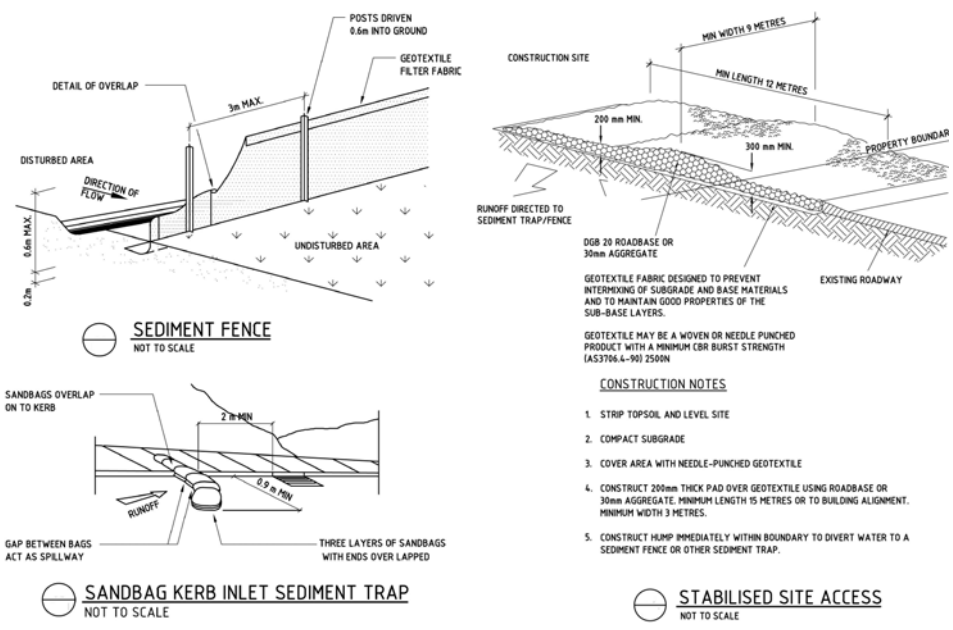 POSTS DRIVEN
0.6m INTO GROUND
GEOTEXTILE
FILTER FABRIC
DETAIL OF OVERLAP
3m MAX.
DISTURBED AREA
DIRECTION OF
FLOW
0.6m MAX.
0.2m
UNDISTURBED AREA
SEDIMENT FENCE
NOT TO SCALE
SANDBAGS OVERLAP
ON TO KERB
2 m MIN
0.9 m MIN
RUNOFF
GAP BETWEEN BAGS
ACT AS SPILLWAY
THREE LAYERS OF SANDBAGS
WITH ENDS OVER LAPPED
SANDBAG KERB INLET SEDIMENT TRAP
NOT TO SCALE
CONSTRUCTION SITE
MIN WIDTH 9 METRES
MIN LENGTH 12 METRES
200 mm MIN.
300 mm MIN.
PROPERTY BOUNDAR
RUNOFF DIRECTED TO
SEDIMENT TRAP/FENCE
DGB 20 ROADBASE OR
30mm AGGREGATE
EXISTING ROADWAY
GEOTEXTILE FABRIC DESIGNED TO PREVENT
INTERMIXING OF SUBGRADE AND BASE MATERIALS
AND TO MAINTAIN GOOD PROPERTIES OF THE
SUB-BASE LAYERS.
GEOTEXTILE MAY BE A WOVEN OR NEEDLE PUNCHED
PRODUCT WITH A MINIMUM CBR BURST STRENGTH
(AS3706.4-90) 2500N
CONSTRUCTION NOTES
1. STRIP TOPSOIL AND LEVEL SITE
2. COMPACT SUBGRADE
3. COVER AREA WITH NEEDLE-PUNCHED GEOTEXTILE
4. CONSTRUCT 200mm THICK PAD OVER GEOTEXTILE USING ROADBASE OR
30mm AGGREGATE. MINIMUM LENGTH 15 METRES OR TO BUILDING ALIGNMENT.
MINIMUM WIDTH 3 METRES.
5. CONSTRUCT HUMP IMMEDIATELY WITHIN BOUNDARY TO DIVERT WATER TO A
SEDIMENT FENCE OR OTHER SEDIMENT TRAP.
STABILISED SITE ACCESS
NOT TO SCALE